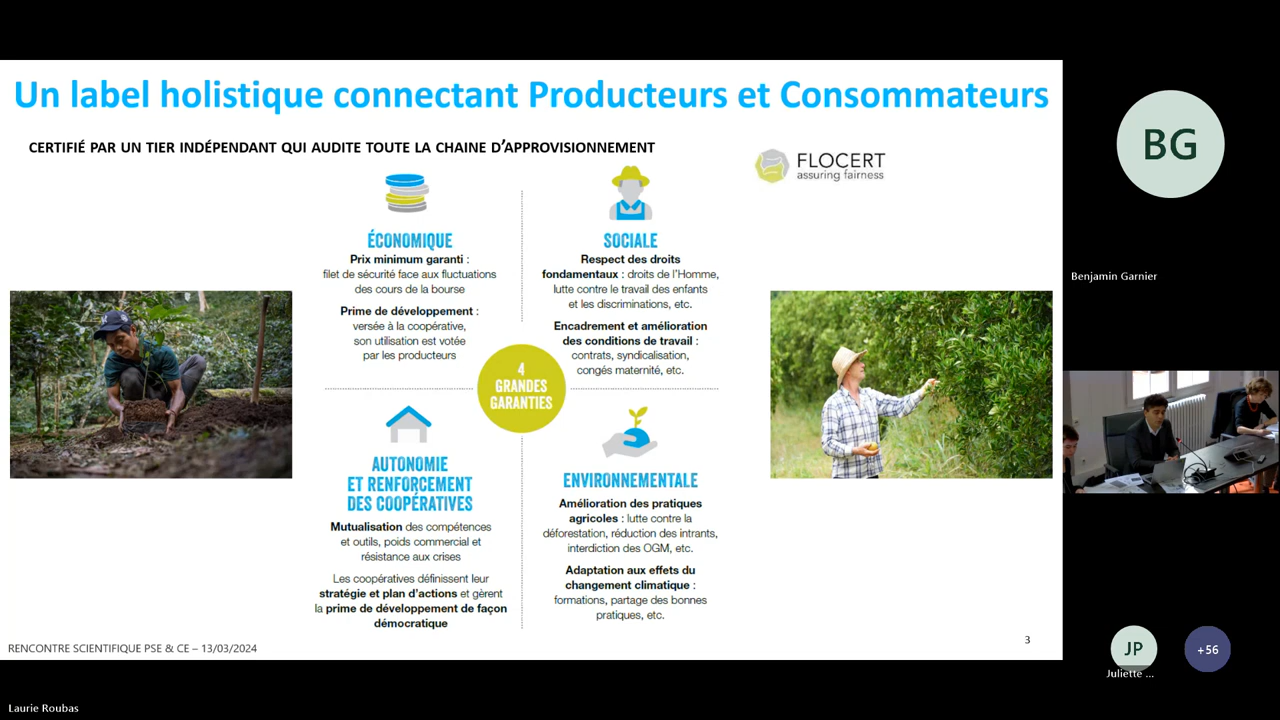 Un label holistique connectant Producteurs et Consommateurs
CERTIFIÉ PAR UN TIER INDÉPENDANT QUI AUDITE TOUTE LA CHAINE D'APPROVISIONNEMENT
FLOCERT
assuring fairness
ÉCONOMIQUE
Prix minimum garanti :
filet de sécurité face aux fluctuations
des cours de la bourse
Prime de développement :
versée à la coopérative,
son utilisation est votée
par les producteurs
SOCIALE
Respect des droits
fondamentaux : droits de l'Homme,
lutte contre le travail des enfants
et les discriminations, etc.
Encadrement et amélioration
des conditions de travail :
contrats, syndicalisation,
congés maternité, etc.
4
GRANDES
GARANTIES
AUTONOMIE
ET RENFORCEMENT
DES COOPÉRATIVES
Mutualisation des compétences
et outils, poids commercial et
résistance aux crises
Les coopératives définissent leur
stratégie et plan d'actions et gèrent
la prime de développement de façon
démocratique
ENVIRONNEMENTALE
Amélioration des pratiques
agricoles : lutte contre la
déforestation, réduction des intrants,
interdiction des OGM, etc.
Adaptation aux effets du
changement climatique :
formations, partage des bonnes
pratiques, etc.
RENCONTRE SCIENTIFIQUE PSE & CE – 13/03/2024
3
BG
Benjamin Garnier
JP
Juliette ...
+56
Laurie Roubas